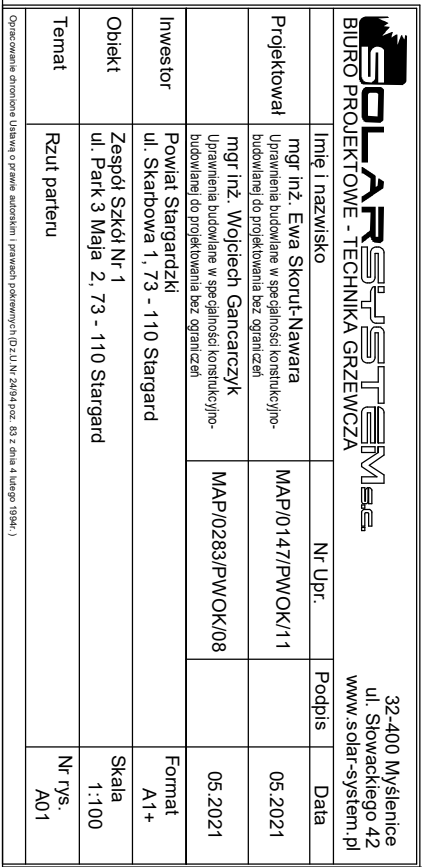 SOLARSYSTEM s.c.
BIURO PROJEKTOWE - TECHNIKA GRZEWCZA
32-400 Myślenice
ul. Słowackiego 42
www.solar-system.pl
Imię i nazwisko Nr Upr. Podpis Data
Projektował mgr inż. Ewa Skorut-Nawara MAP/0147/PWOK/11 05.2021
Uprawnienia budowlane w specjalności konstrukcyjno-
budowlanej do projektowania bez ograniczeń
mgr inż. Wojciech Gancarczyk MAP/0283/PWOK/08 05.2021
Uprawnienia budowlane w specjalności konstrukcyjno-
budowlanej do projektowania bez ograniczeń
Inwestor Powiat Stargardzki
ul. Skarbowa 1, 73 - 110 Stargard
Format
A1+
Obiekt Zespół Szkół Nr 1
ul. Park 3 Maja 2, 73 - 110 Stargard
Skala
1:100
Temat Rzut parteru
Nr rys.
A01
Opracowanie chronione Ustawą o prawie autorskim i prawach pokrewnych (Dz.U.Nr 24/94 poz. 83 z dnia 4 lutego 1994r.)